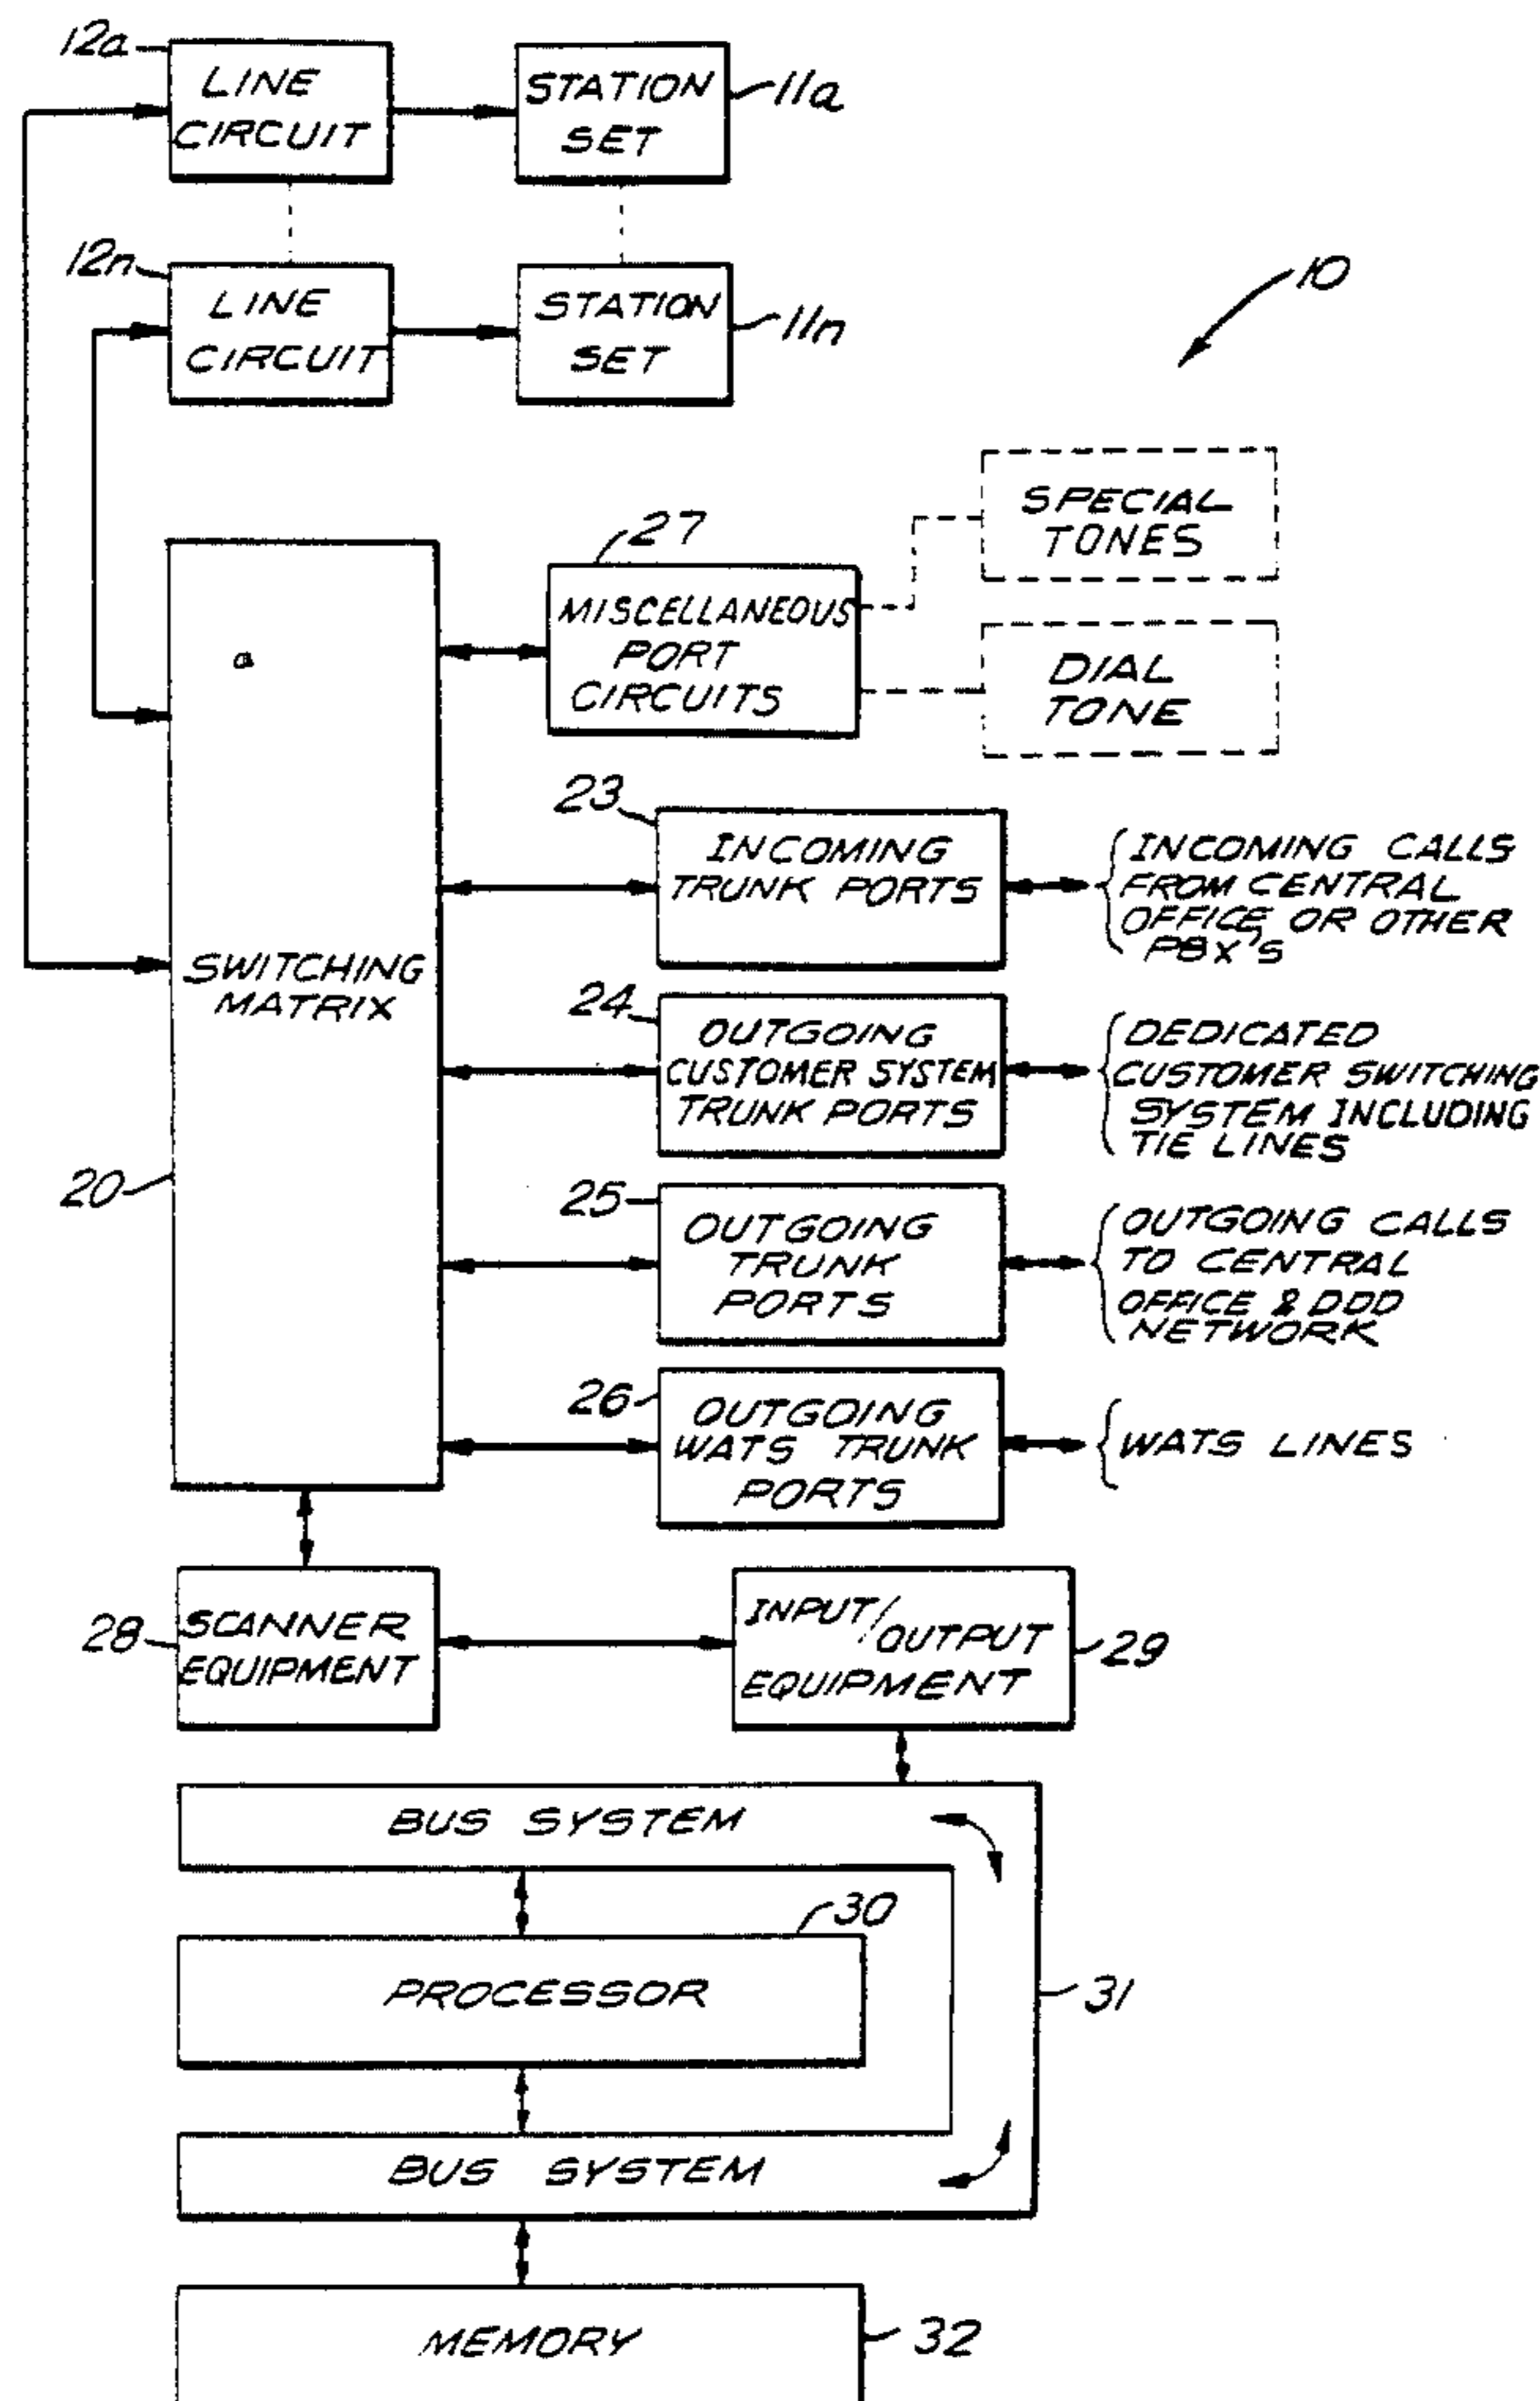 12a
LINE
CIRCUIT
STATION
SET
11a
12n
LINE
CIRCUIT
STATION
SET
11n
10
SPECIAL
TONES
27
MISCELLANEOUS
PORT
CIRCUITS
DIAL
TONE
a
SWITCHING
MATRIX
20
23
INCOMING
TRUNK PORTS
INCOMING CALLS
FROM CENTRAL
OFFICE OR OTHER
PBX'S
24
OUTGOING
CUSTOMER SYSTEM
TRUNK PORTS
DEDICATED
CUSTOMER SWITCHING
SYSTEM INCLUDING
TIE LINES
25
OUTGOING
TRUNK
PORTS
OUTGOING CALLS
TO CENTRAL
OFFICE & DDD
NETWORK
26
OUTGOING
WATS TRUNK
PORTS
WATS LINES
28
SCANNER
EQUIPMENT
INPUT/OUTPUT
EQUIPMENT
29
BUS SYSTEM
30
PROCESSOR
31
BUS SYSTEM
MEMORY
32